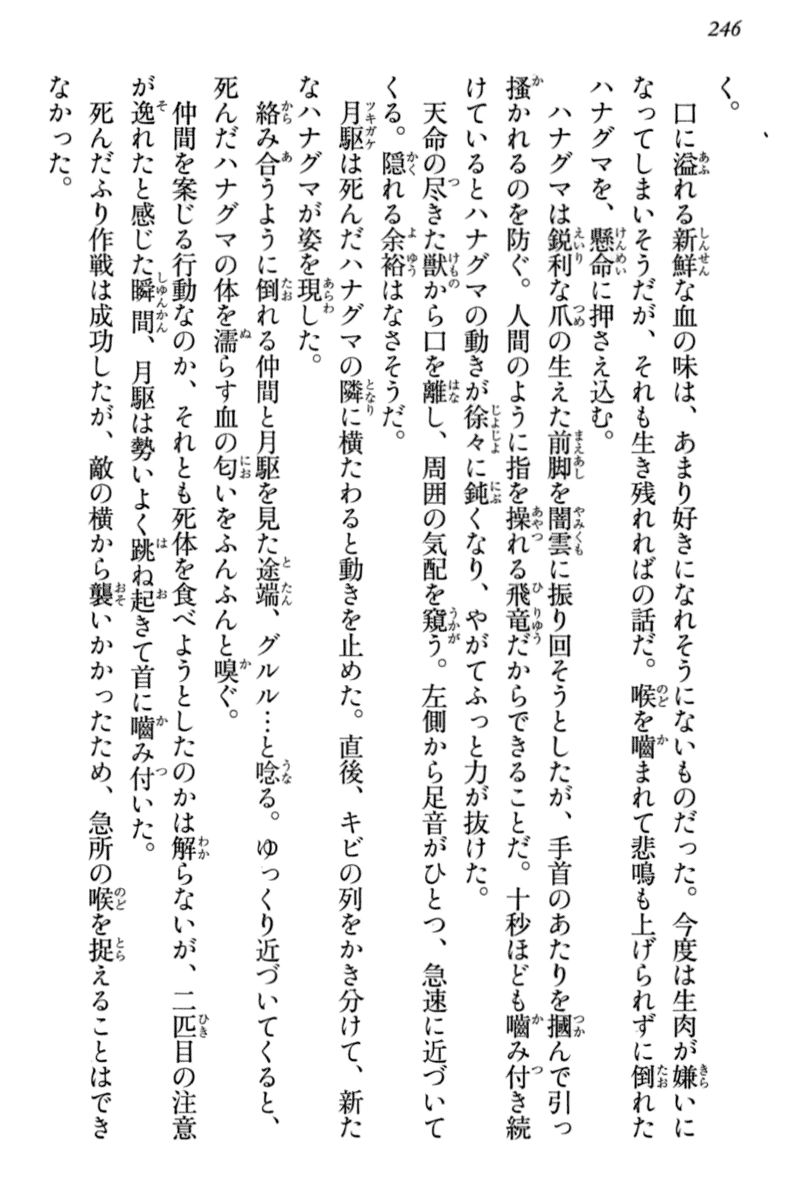 246
く。
　口に溢れる新鮮な血の味は、あまり好きになれそうにないものだった。今度は生肉が嫌いに
なってしまいそうだが、それも生き残れればの話だ。喉を嚙まれて悲鳴も上げられずに倒れた
ハナグマを、懸命に押さえ込む。
　ハナグマは鋭利な爪の生えた前脚を闇雲に振り回そうとしたが、手首のあたりを摑んで引っ
搔かれるのを防ぐ。人間のように指を操れる飛竜だからできることだ。十秒ほども嚙み付き続
けているとハナグマの動きが徐々に鈍くなり、やがてふっと力が抜けた。
　天命の尽きた獣から口を離し、周囲の気配を窺う。左側から足音がひとつ、急速に近づいて
くる。隠れる余裕はなさそうだ。
　月駆は死んだハナグマの隣に横たわると動きを止めた。直後、キビの列をかき分けて、新た
なハナグマが姿を現した。
　絡み合うように倒れる仲間と月駆を見た途端、グルル…と唸る。ゆっくり近づいてくると、
死んだハナグマの体を濡らす血の匂いをふんふんと嗅ぐ。
　仲間を案じる行動なのか、それとも死体を食べようとしたのかは解らないが、二匹目の注意
が逸れたと感じた瞬間、月駆は勢いよく跳ね起きて首に嚙み付いた。
　死んだふり作戦は成功したが、敵の横から襲いかかったため、急所の喉を捉えることはでき
なかった。